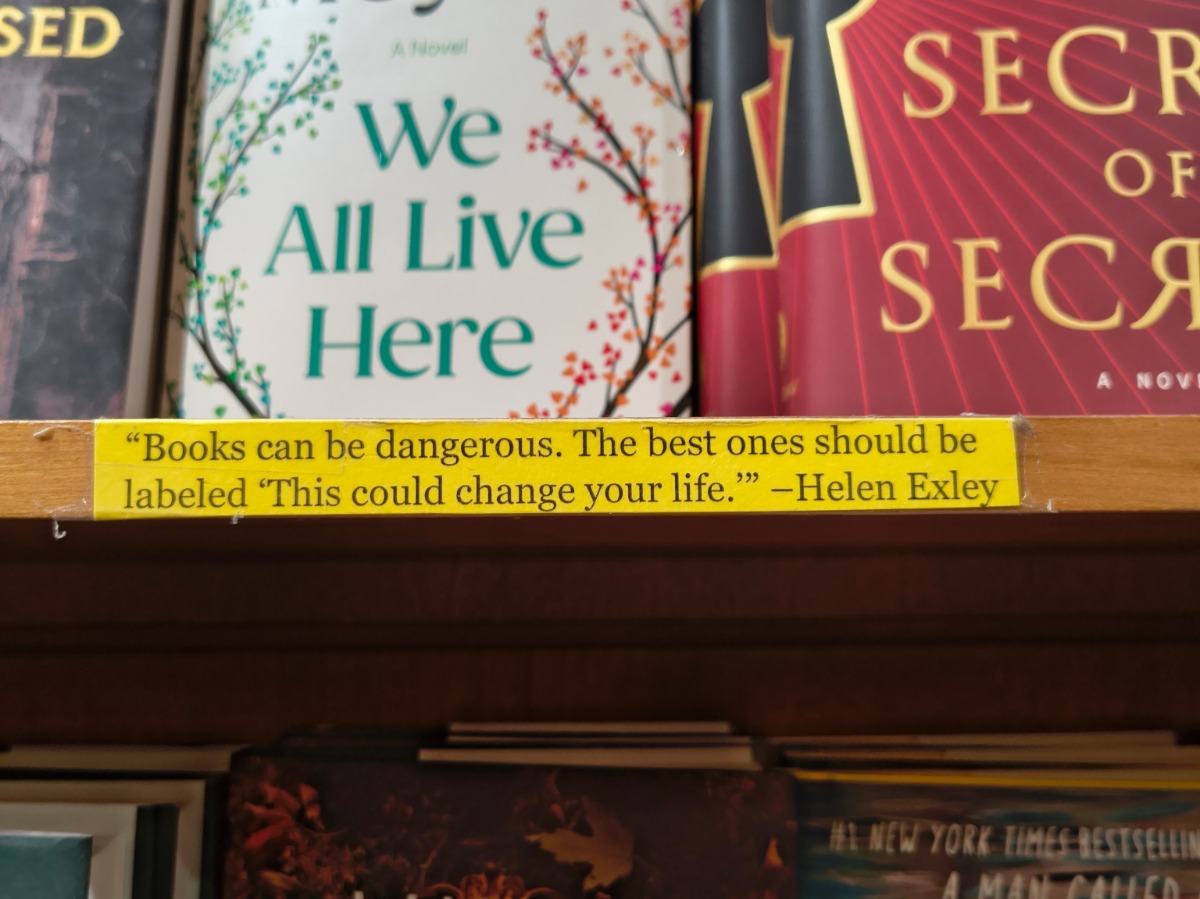 SED
A Novel
We
All Live
Here
SECR
OF
SECR
A NOV
“Books can be dangerous. The best ones should be
labeled ‘This could change your life.’” –Helen Exley
#1 NEW YORK TIMES BESTSELLIN
A MAN CALLED